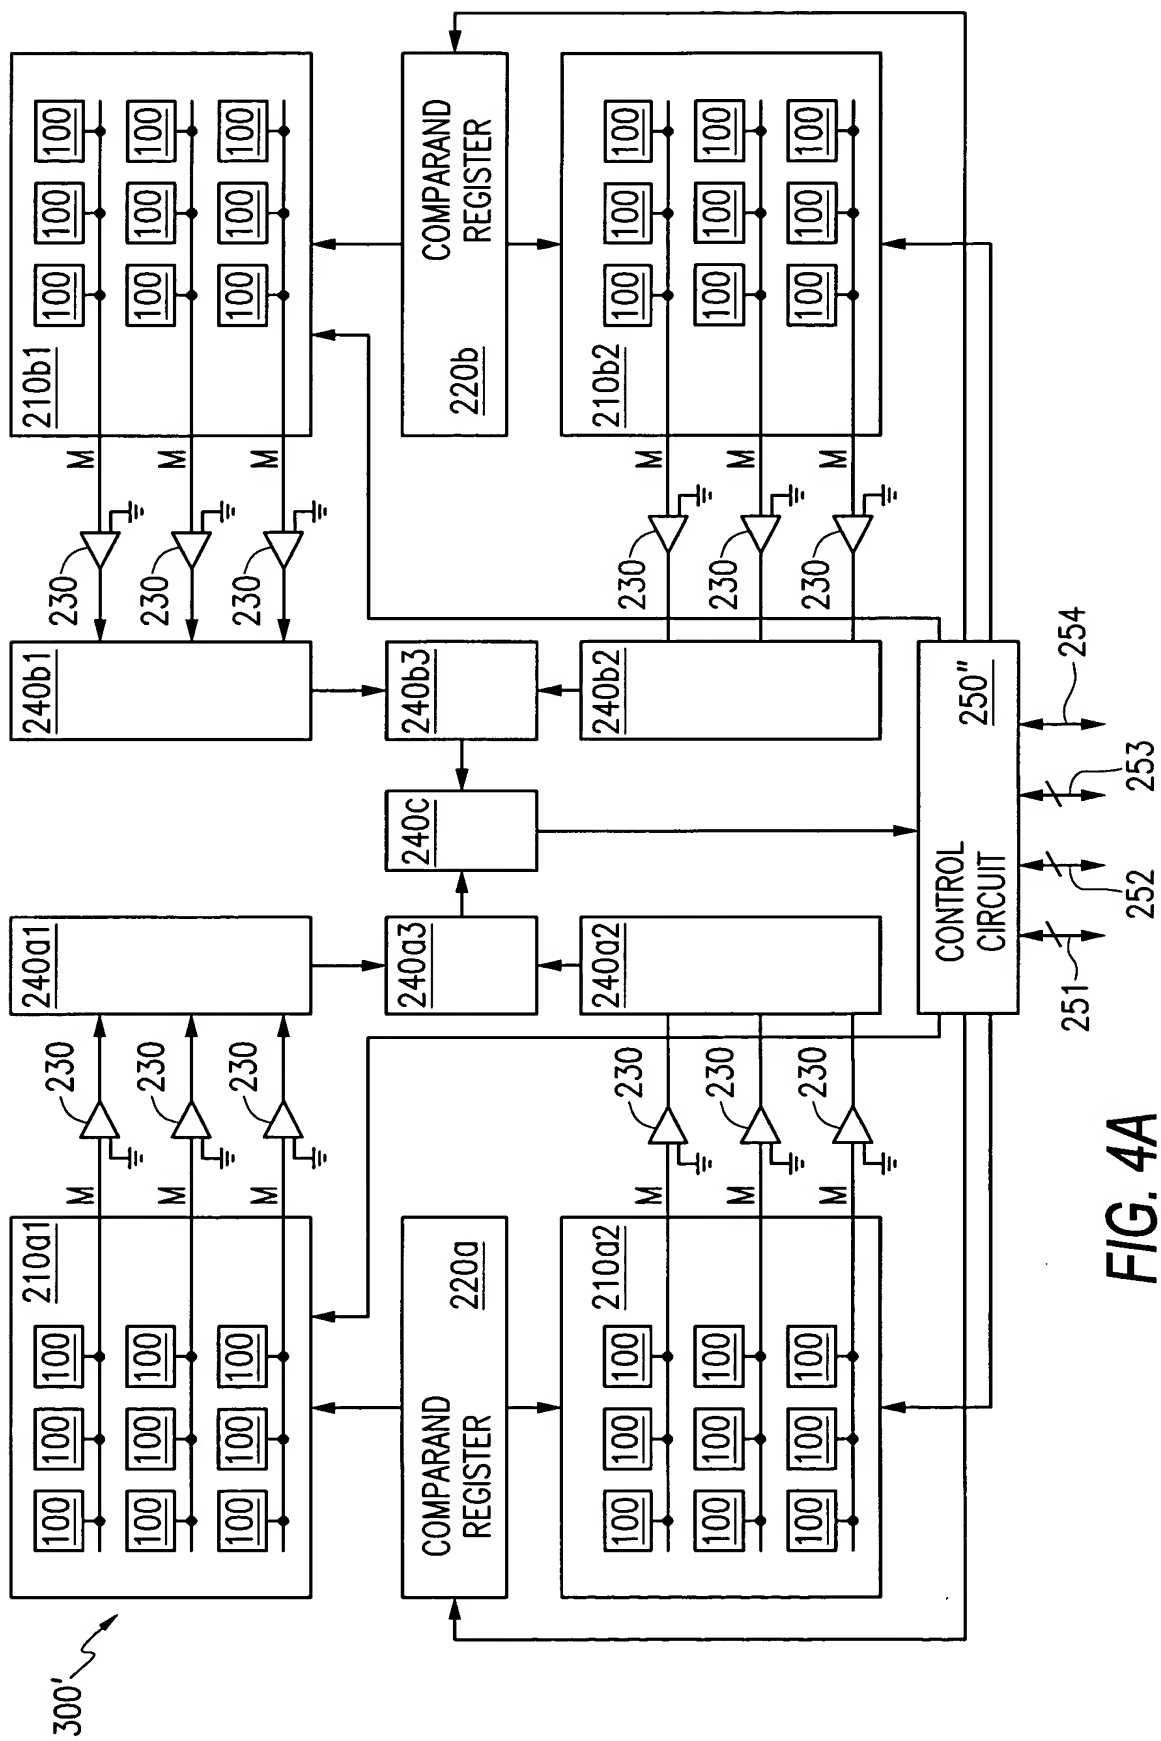 300'
210a1
240a1
240b1
210b1
100 100 100
M
230
230
M
100 100 100
100 100 100
M
230
230
M
100 100 100
100 100 100
M
230
230
M
100 100 100
COMPARAND
REGISTER
220a
240a3
240c
240b3
220b
COMPARAND
REGISTER
210a2
240a2
240b2
210b2
100 100 100
M
230
230
M
100 100 100
100 100 100
M
230
230
M
100 100 100
100 100 100
M
230
230
M
100 100 100
CONTROL
CIRCUIT
250"
251
252
253
254
FIG. 4A